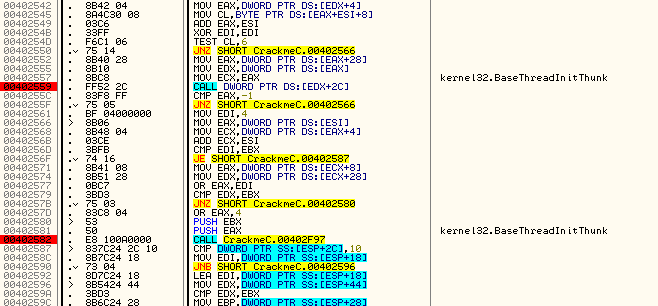 00402542 . 8B42 04 MOV EAX,DWORD PTR DS:[EDX+4]
00402545 . 8A4C30 08 MOV CL,BYTE PTR DS:[EAX+ESI+8]
00402549 . 03C6 ADD EAX,ESI
0040254B . 33FF XOR EDI,EDI
0040254D . F6C1 06 TEST CL,6
00402550 . 75 14 JNZ SHORT CrackmeC.00402566
00402552 . 8B40 28 MOV EAX,DWORD PTR DS:[EAX+28]
00402555 . 8B10 MOV EDX,DWORD PTR DS:[EAX]
00402557 . 8BC8 MOV ECX,EAX kernel32.BaseThreadInitThunk
00402559 . FF52 2C CALL DWORD PTR DS:[EDX+2C]
0040255C . 83F8 FF CMP EAX,-1
0040255F . 75 05 JNZ SHORT CrackmeC.00402566
00402561 . BF 04000000 MOV EDI,4
00402566 > 8B06 MOV EAX,DWORD PTR DS:[ESI]
00402568 . 8B48 04 MOV ECX,DWORD PTR DS:[EAX+4]
0040256B . 03CE ADD ECX,ESI
0040256D . 3BFB CMP EDI,EBX
0040256F . 74 16 JE SHORT CrackmeC.00402587
00402571 . 8B41 08 MOV EAX,DWORD PTR DS:[ECX+8]
00402574 . 8B51 28 MOV EDX,DWORD PTR DS:[ECX+28]
00402577 . 0BC7 OR EAX,EDI
00402579 . 3BD3 CMP EDX,EBX
0040257B . 75 03 JNZ SHORT CrackmeC.00402580
0040257D . 83C8 04 OR EAX,4
00402580 > 53 PUSH EBX
00402581 . 50 PUSH EAX kernel32.BaseThreadInitThunk
00402582 . E8 100A0000 CALL CrackmeC.00402F97
00402587 > 837C24 2C 10 CMP DWORD PTR SS:[ESP+2C],10
0040258C . 8B7C24 18 MOV EDI,DWORD PTR SS:[ESP+18]
00402590 . 73 04 JNB SHORT CrackmeC.00402596
00402592 . 8D7C24 18 LEA EDI,DWORD PTR SS:[ESP+18]
00402596 > 8B5424 44 MOV EDX,DWORD PTR SS:[ESP+44]
0040259A . 3BD3 CMP EDX,EBX
0040259C . 8B6C24 28 MOV EBP,DWORD PTR SS:[ESP+28]